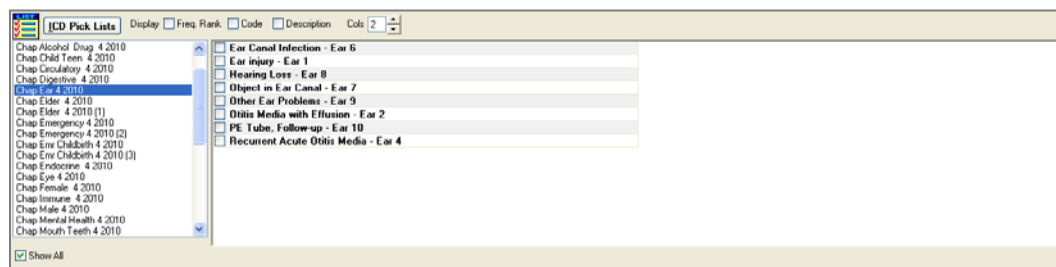 LIST
ICD Pick Lists Display Freq. Rank. Code Description Cols 2
Chap Alcohol Drug 4 2010
Chap Child Teen 4 2010
Chap Circulatory 4 2010
Chap Digestive 4 2010
Chap Ear 4 2010
Chap Elder 4 2010
Chap Elder 4 2010 (1)
Chap Emergency 4 2010
Chap Emergency 4 2010 (2)
Chap Emr Childbirth 4 2010
Chap Emr Childbirth 4 2010 (3)
Chap Endocrine 4 2010
Chap Eye 4 2010
Chap Female 4 2010
Chap Immune 4 2010
Chap Male 4 2010
Chap Mental Health 4 2010
Chap Mouth Teeth 4 2010
Ear Canal Infection - Ear 6
Ear injury - Ear 1
Hearing Loss - Ear 8
Object in Ear Canal - Ear 7
Other Ear Problems - Ear 9
Otitis Media with Effusion - Ear 2
PE Tube, Follow-up - Ear 10
Recurrent Acute Otitis Media - Ear 4
Show All